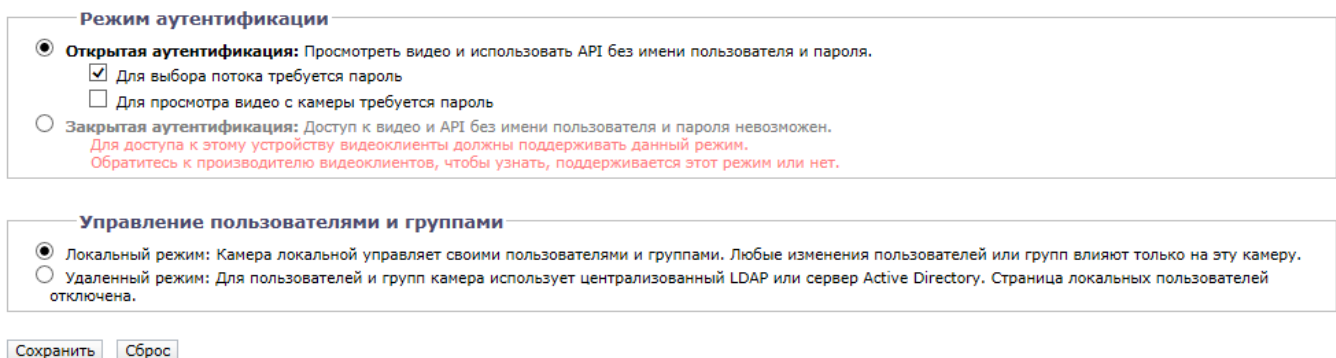 Режим аутентификации
Открытая аутентификация: Просмотреть видео и использовать API без имени пользователя и пароля.
Для выбора потока требуется пароль
Для просмотра видео с камеры требуется пароль
Закрытая аутентификация: Доступ к видео и API без имени пользователя и пароля невозможен.
Для доступа к этому устройству видеоклиенты должны поддерживать данный режим.
Обратитесь к производителю видеоклиентов, чтобы узнать, поддерживается этот режим или нет.
Управление пользователями и группами
Локальный режим: Камера локальной управляет своими пользователями и группами. Любые изменения пользователей или групп влияют только на эту камеру.
Удаленный режим: Для пользователей и групп камера использует централизованный LDAP или сервер Active Directory. Страница локальных пользователей
отключена.
Сохранить Сброс